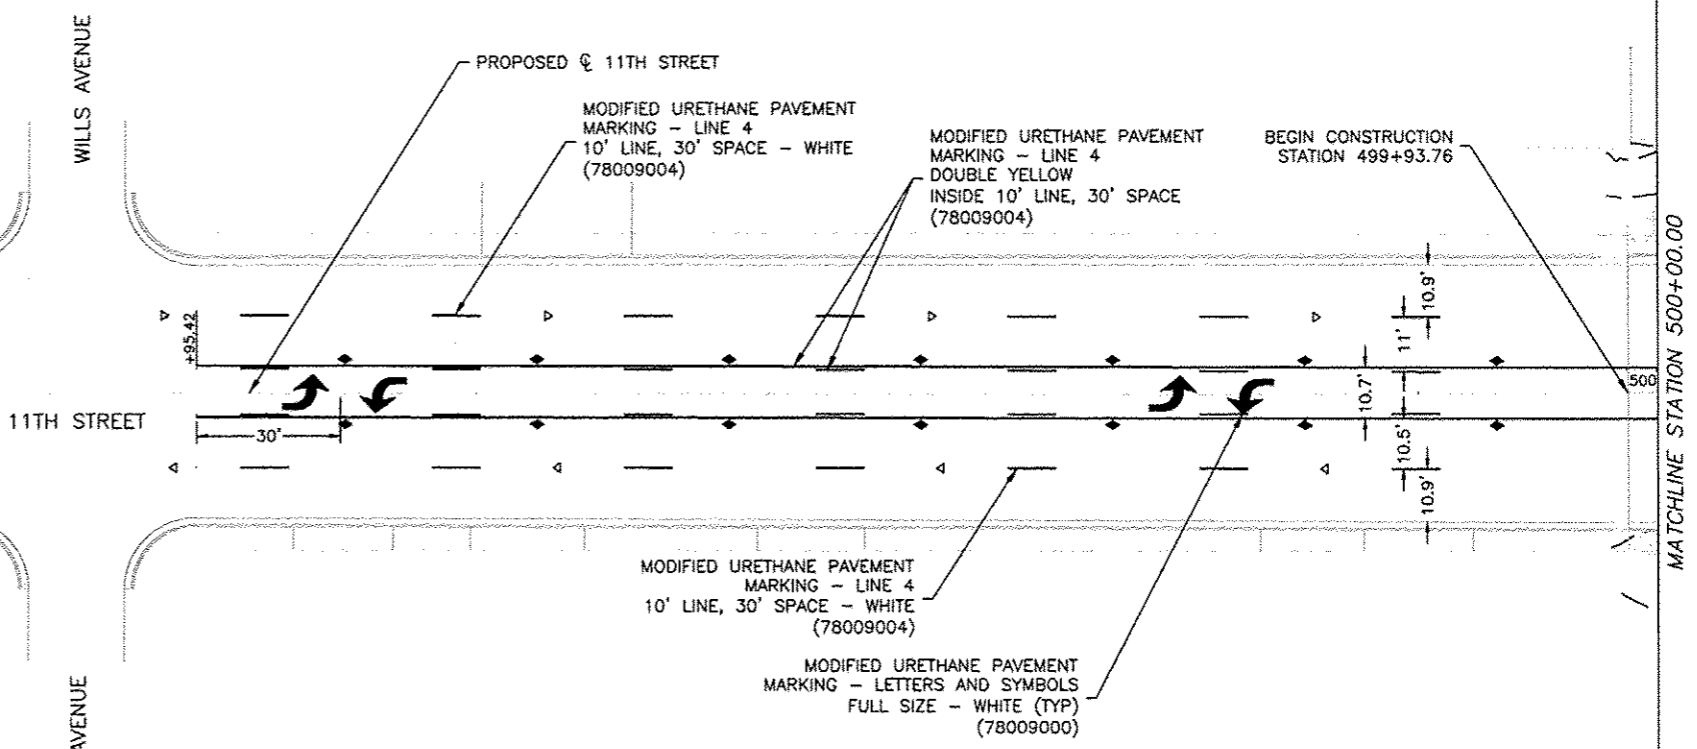 WILLS AVENUE
PROPOSED ℄ 11TH STREET
MODIFIED URETHANE PAVEMENT
MARKING – LINE 4
10' LINE, 30' SPACE – WHITE
(78009004)
MODIFIED URETHANE PAVEMENT
MARKING – LINE 4
DOUBLE YELLOW
INSIDE 10' LINE, 30' SPACE
(78009004)
BEGIN CONSTRUCTION
STATION 499+93.76
MATCHLINE STATION 500+00.00
+95.42
10.9'
11'
10.7'
10.5'
10.9'
500
11TH STREET
30'
MODIFIED URETHANE PAVEMENT
MARKING – LINE 4
10' LINE, 30' SPACE – WHITE
(78009004)
MODIFIED URETHANE PAVEMENT
MARKING – LETTERS AND SYMBOLS
FULL SIZE – WHITE (TYP)
(78009000)
AVENUE